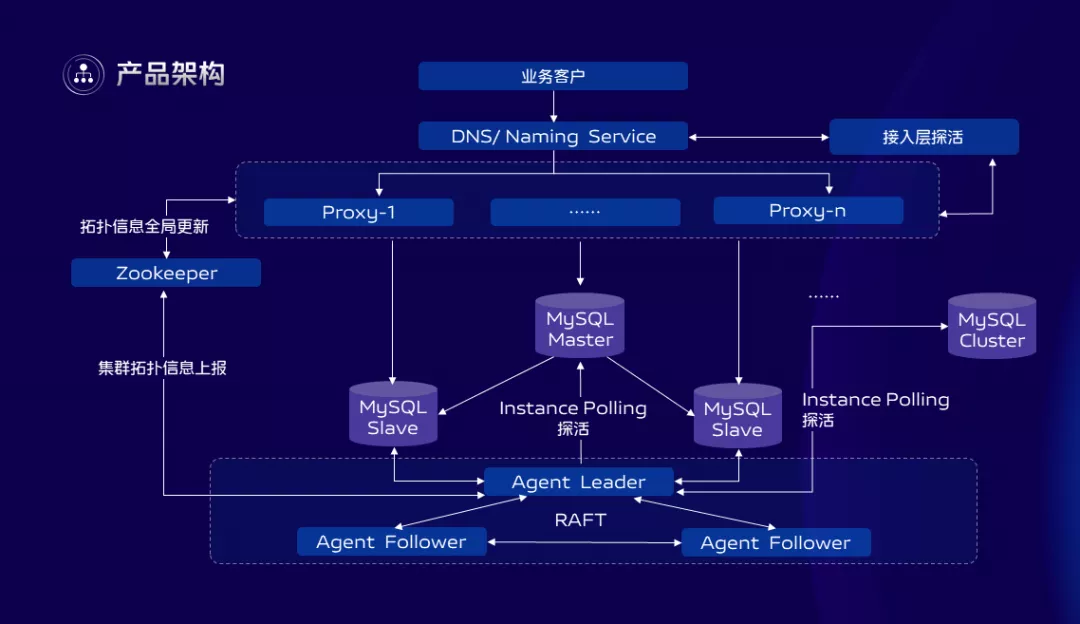 产品架构
业务客户
DNS/ Naming Service
接入层探活
Proxy-1
······
Proxy-n
拓扑信息全局更新
Zookeeper
······
MySQL
Master
MySQL
Cluster
集群拓扑信息上报
MySQL
Slave
Instance Polling
探活
MySQL
Slave
Instance Polling
探活
Agent Leader
RAFT
Agent Follower
Agent Follower